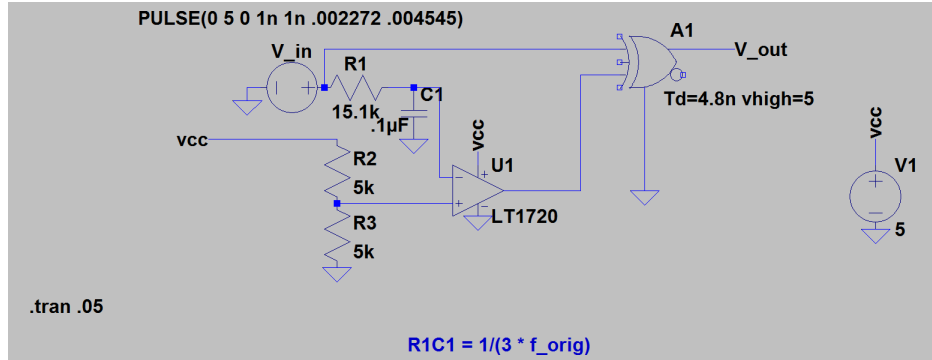 PULSE(0 5 0 1n 1n .002272 .004545)
A1
V_in
V_out
R1
C1
15.1k
.1µF
Td=4.8n vhigh=5
vcc
vcc
vcc
R2
U1
V1
5k
LT1720
R3
5k
5
.tran .05
R1C1 = 1/(3 * f_orig)